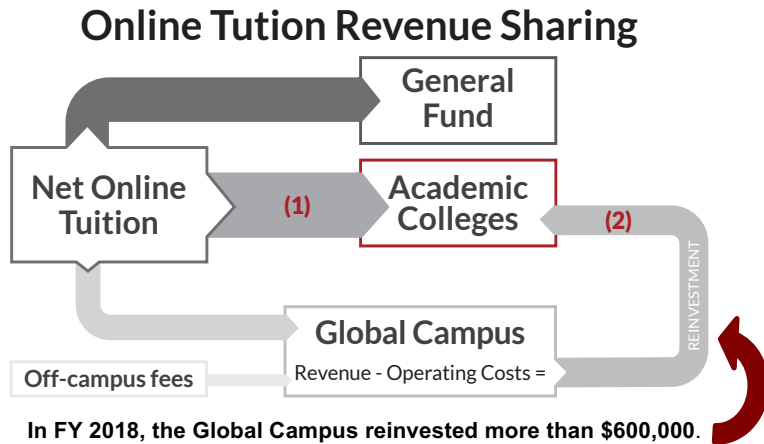 Online Tution Revenue Sharing
General
Fund
Net Online
Tuition
(1)
Academic
Colleges
(2)
REINVESTMENT
Global Campus
Revenue - Operating Costs =
Off-campus fees
In FY 2018, the Global Campus reinvested more than $600,000.